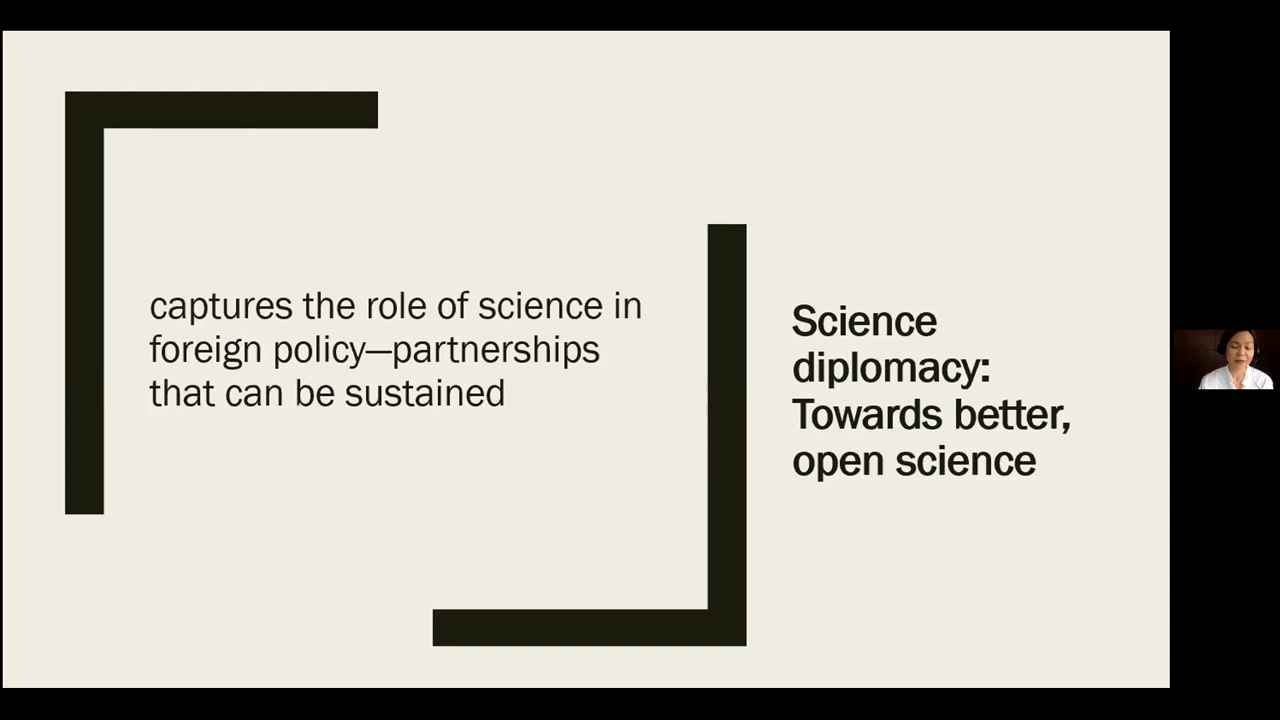 captures the role of science in
foreign policy—partnerships
that can be sustained
Science
diplomacy:
Towards better,
open science